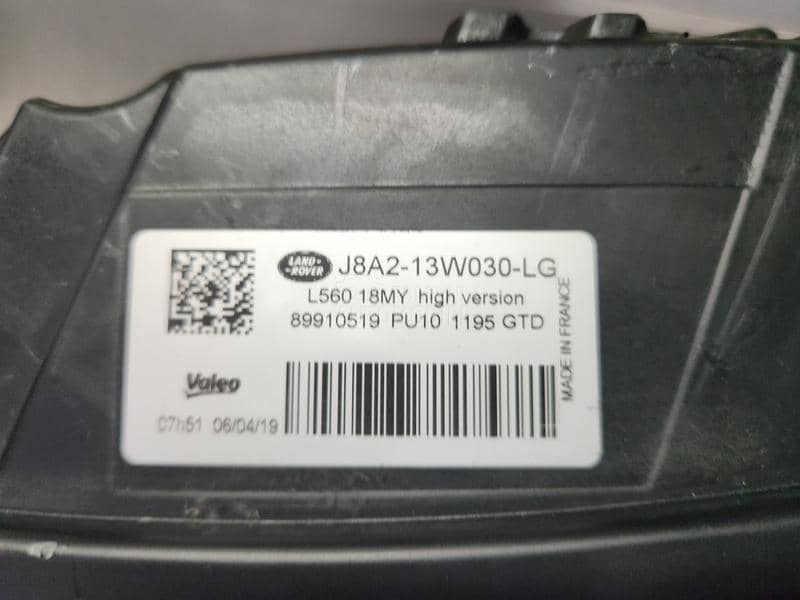 LAND-
-ROVER
J8A2-13W030-LG
L560 18MY high version
89910519 PU10 1195 GTD
MADE IN FRANCE
Valeo
07h51 06/04/19